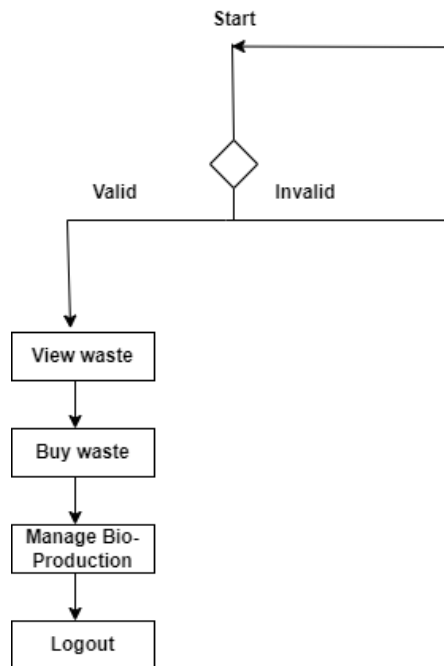 Start
Valid
Invalid
View waste
Buy waste
Manage Bio-
Production
Logout